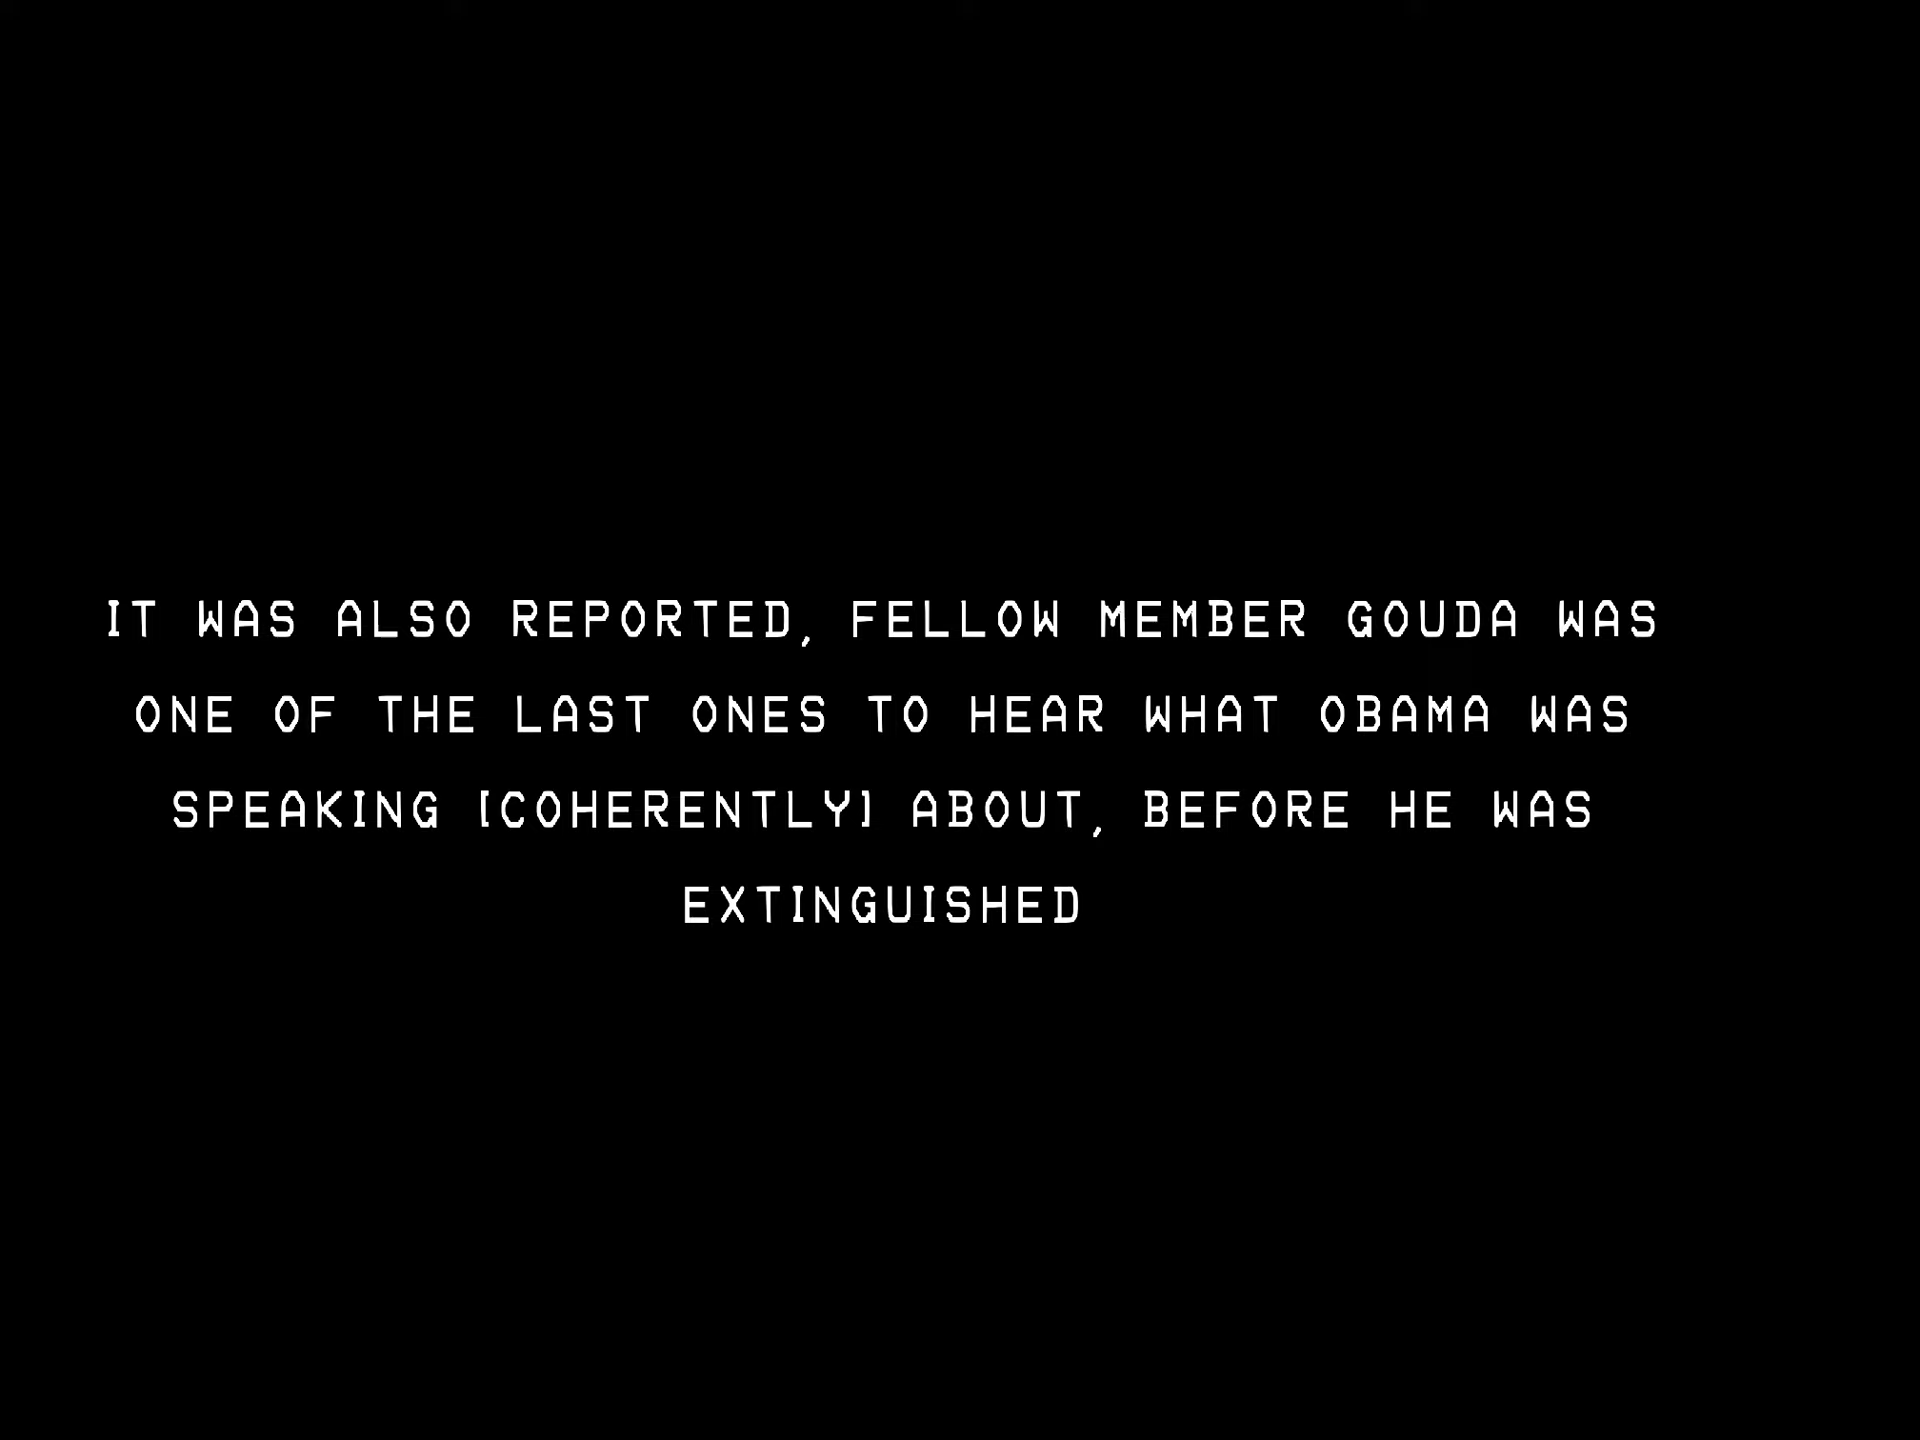 IT WAS ALSO REPORTED, FELLOW MEMBER GOUDA WAS
ONE OF THE LAST ONES TO HEAR WHAT OBAMA WAS
SPEAKING [COHERENTLY] ABOUT, BEFORE HE WAS
EXTINGUISHED